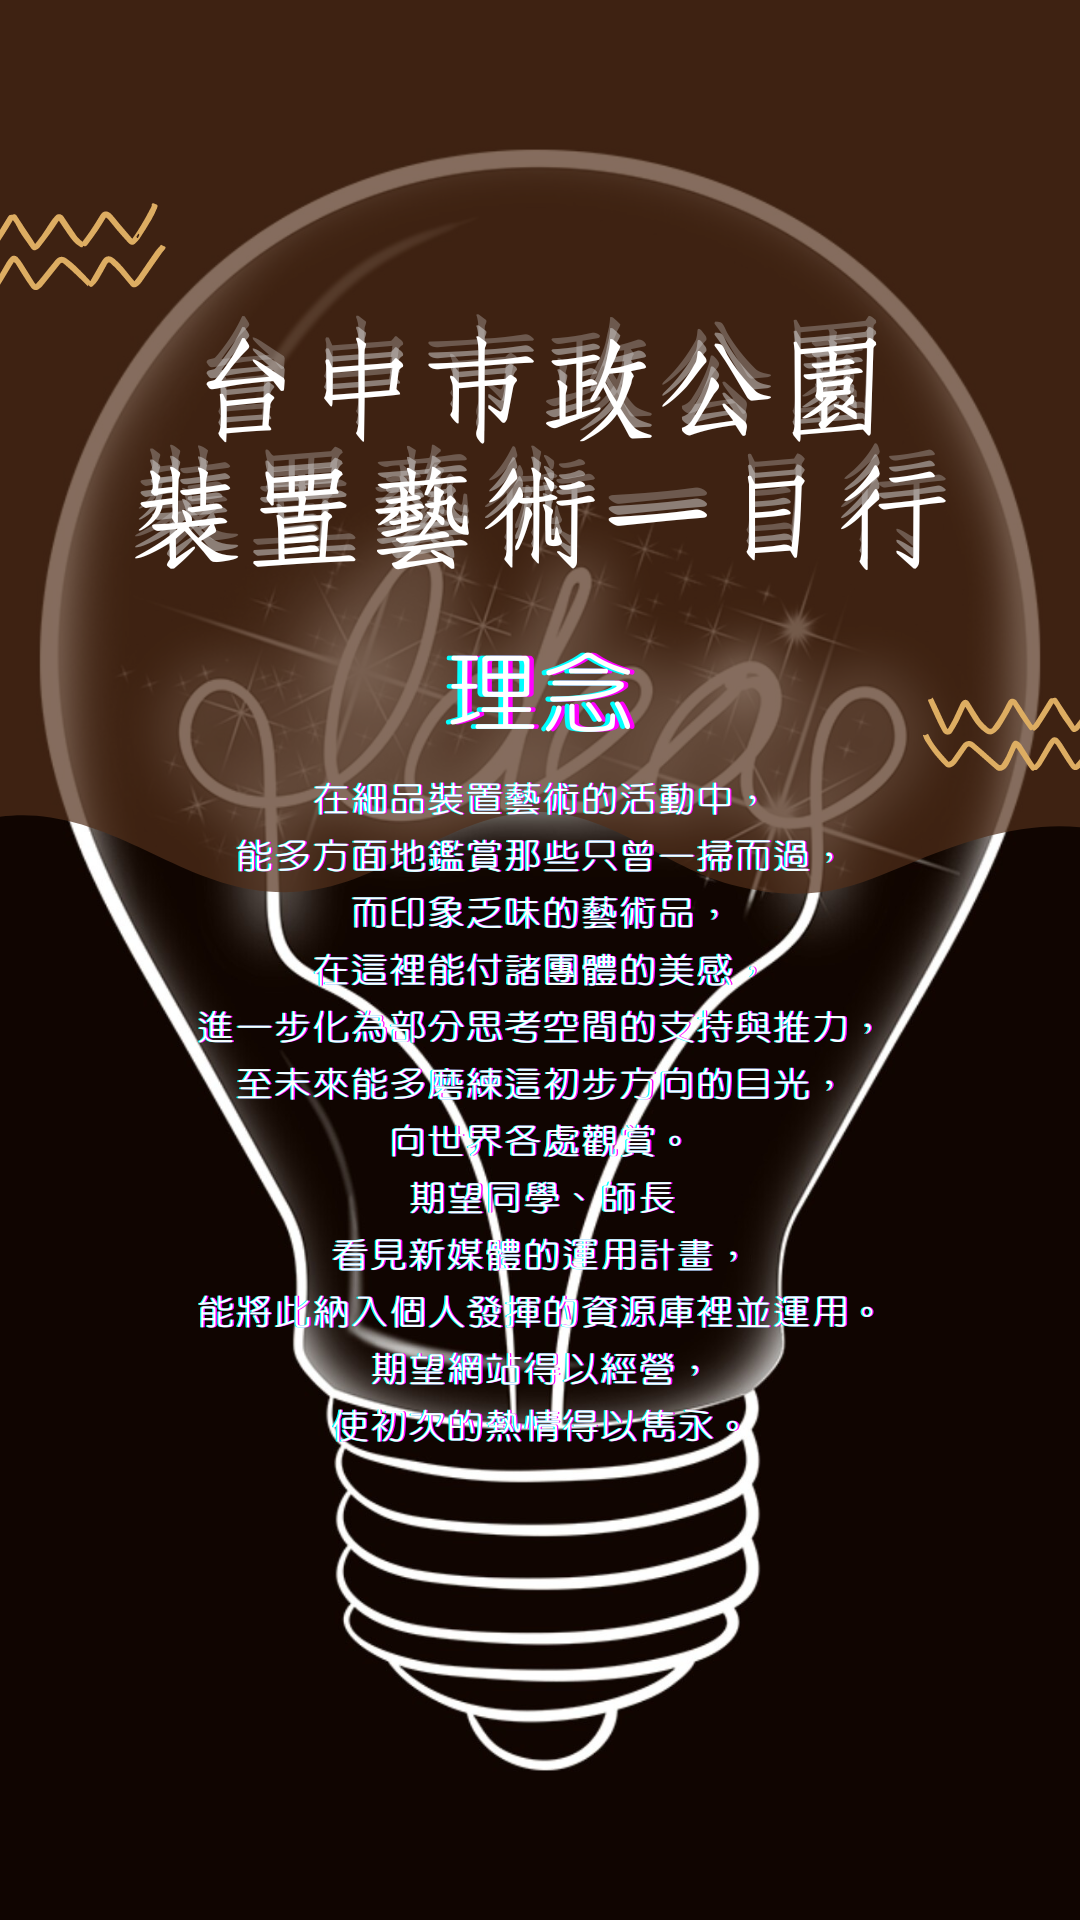 台中市政公園
裝置藝術一目行
Idea
理念
在細品裝置藝術的活動中，
能多方面地鑑賞那些只曾一掃而過，
而印象乏味的藝術品，
在這裡能付諸團體的美感，
進一步化為部分思考空間的支持與推力，
至未來能多磨練這初步方向的目光，
向世界各處觀賞。
期望同學、師長
看見新媒體的運用計畫，
能將此納入個人發揮的資源庫裡並運用。
期望網站得以經營，
使初次的熱情得以雋永。